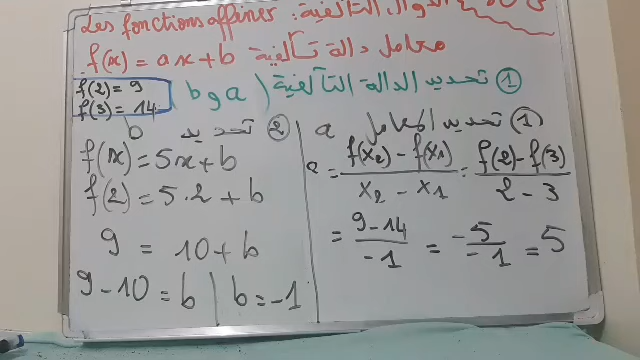 les fonctions affines : الدوال التآلفية
f(x) = ax + b معامل دالة تآلفية
① تحديد الدالة التآلفية (a و b)
f(2) = 9
f(3) = 14
① تحديد المعامل a
a = f(x₂) - f(x₁) / x₂ - x₁ = f(2) - f(3) / 2 - 3
= 9 - 14 / -1 = -5 / -1 = 5
② تحديد b
f(x) = 5x + b
f(2) = 5.2 + b
9 = 10 + b
9 - 10 = b | b = -1